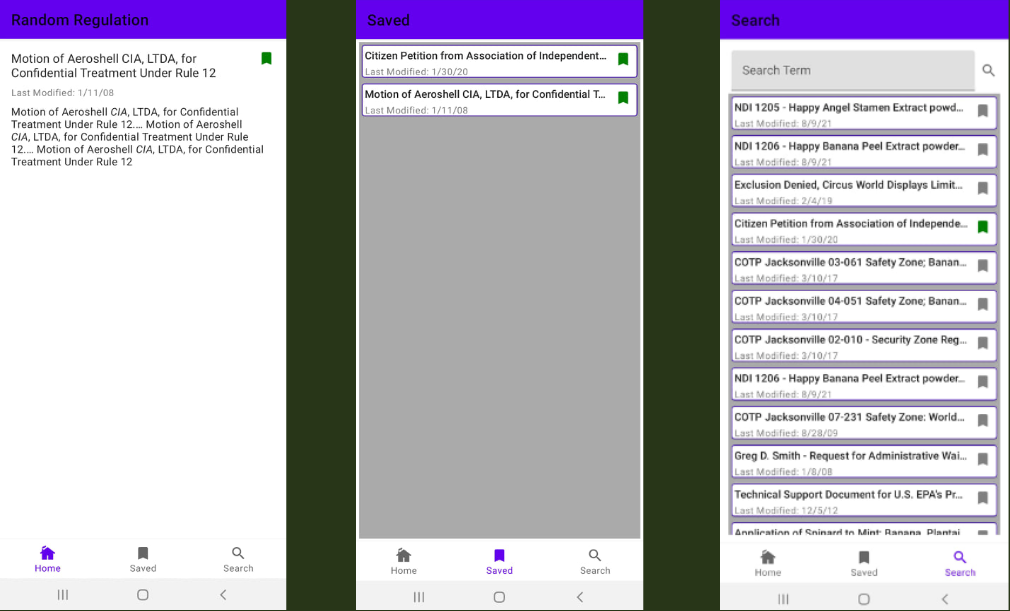 Random Regulation
Motion of Aeroshell CIA, LTDA, for
Confidential Treatment Under Rule 12
Last Modified: 1/11/08
Motion of Aeroshell CIA, LTDA, for Confidential
Treatment Under Rule 12.... Motion of Aeroshell
CIA, LTDA, for Confidential Treatment Under Rule
12.... Motion of Aeroshell CIA, LTDA, for Confidential
Treatment Under Rule 12
Home
Saved
Search
Saved
Citizen Petition from Association of Independent...
Last Modified: 1/30/20
Motion of Aeroshell CIA, LTDA, for Confidential T...
Last Modified: 1/11/08
Home
Saved
Search
Search
Search Term
NDI 1205 - Happy Angel Stamen Extract powd...
Last Modified: 8/9/21
NDI 1206 - Happy Banana Peel Extract powder...
Last Modified: 8/9/21
Exclusion Denied, Circus World Displays Limit...
Last Modified: 2/4/19
Citizen Petition from Association of Independe...
Last Modified: 1/30/20
COTP Jacksonville 03-061 Safety Zone; Banan...
Last Modified: 3/10/17
COTP Jacksonville 04-051 Safety Zone; Banan...
Last Modified: 3/10/17
COTP Jacksonville 02-010 - Security Zone Reg...
Last Modified: 3/10/17
NDI 1206 - Happy Banana Peel Extract powder...
Last Modified: 8/9/21
COTP Jacksonville 07-231 Safety Zone: World...
Last Modified: 8/28/09
Greg D. Smith - Request for Administrative Wai...
Last Modified: 1/8/08
Technical Support Document for U.S. EPA's Pr...
Last Modified: 12/5/12
Application of Spinard to Mint: Banana, Plantai
Home
Saved
Search